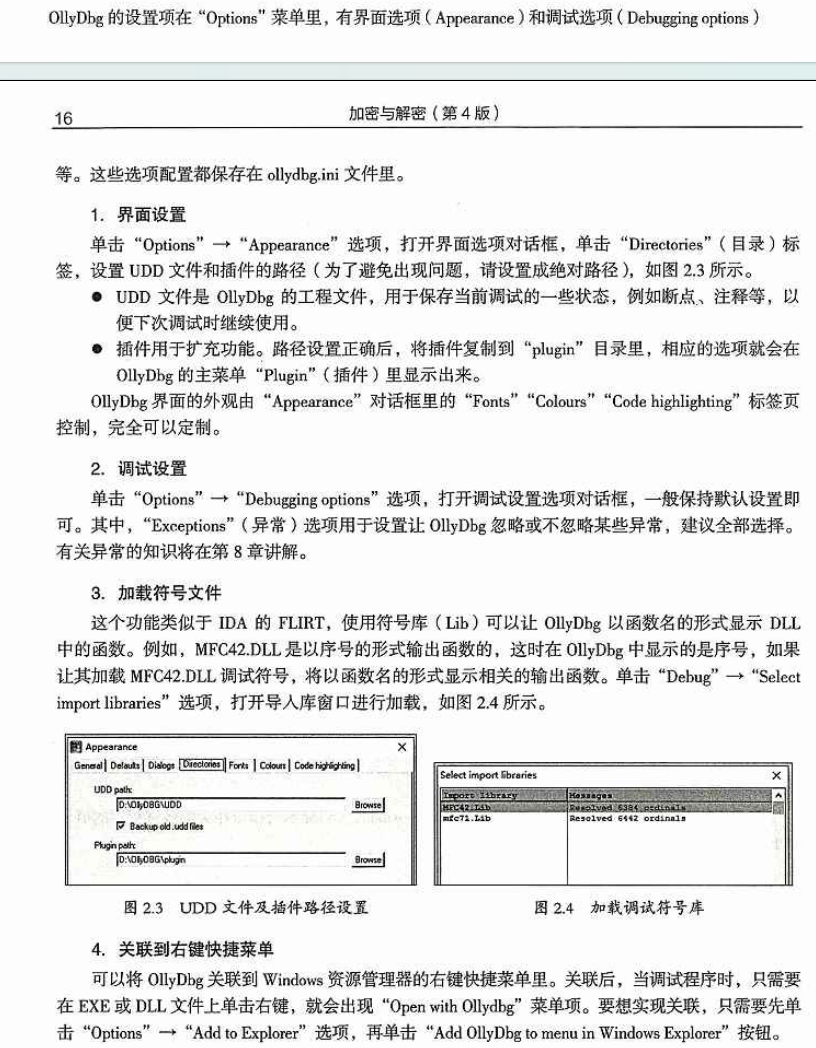 OllyDbg 的设置项在“Options”菜单里，有界面选项（Appearance）和调试选项（Debugging options）
16
加密与解密（第 4 版）
等。这些选项配置都保存在 ollydbg.ini 文件里。
1. 界面设置
单击“Options”→“Appearance”选项，打开界面选项对话框，单击“Directories”（目录）标
签，设置 UDD 文件和插件的路径（为了避免出现问题，请设置成绝对路径），如图 2.3 所示。
● UDD 文件是 OllyDbg 的工程文件，用于保存当前调试的一些状态，例如断点、注释等，以
便下次调试时继续使用。
● 插件用于扩充功能。路径设置正确后，将插件复制到“plugin”目录里，相应的选项就会在
OllyDbg 的主菜单“Plugin”（插件）里显示出来。
OllyDbg 界面的外观由“Appearance”对话框里的“Fonts”“Colours”“Code highlighting”标签页
控制，完全可以定制。
2. 调试设置
单击“Options”→“Debugging options”选项，打开调试设置选项对话框，一般保持默认设置即
可。其中，“Exceptions”（异常）选项用于设置让 OllyDbg 忽略或不忽略某些异常，建议全部选择。
有关异常的知识将在第 8 章讲解。
3. 加载符号文件
这个功能类似于 IDA 的 FLIRT，使用符号库（Lib）可以让 OllyDbg 以函数名的形式显示 DLL
中的函数。例如，MFC42.DLL 是以序号的形式输出函数的，这时在 OllyDbg 中显示的是序号，如果
让其加载 MFC42.DLL 调试符号，将以函数名的形式显示相关的输出函数。单击“Debug”→“Select
import libraries”选项，打开导入库窗口进行加载，如图 2.4 所示。
Appearance
General Defaults Dialogs Directories Fonts Colours Code highlighting
UDD path:
D:\OllyDBG\UDD Browse
Backup old .udd files
Plugin path:
D:\OllyDBG\plugin Browse
Select import libraries
Import library Messages
MFC42.Lib Resolved 6384 ordinals
mfc71.Lib Resolved 6442 ordinals
图 2.3 UDD 文件及插件路径设置
图 2.4 加载调试符号库
4. 关联到右键快捷菜单
可以将 OllyDbg 关联到 Windows 资源管理器的右键快捷菜单里。关联后，当调试程序时，只需要
在 EXE 或 DLL 文件上单击右键，就会出现“Open with Ollydbg”菜单项。要想实现关联，只需要先单
击“Options”→“Add to Explorer”选项，再单击“Add OllyDbg to menu in Windows Explorer”按钮。